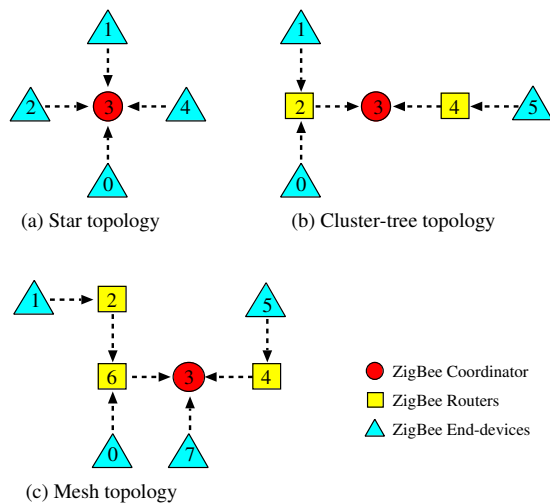 1
2 3 4
0
(a) Star topology
1
2 3 4 5
0
(b) Cluster-tree topology
1 2 5
6 3 4
0 7
(c) Mesh topology
ZigBee Coordinator
ZigBee Routers
ZigBee End-devices